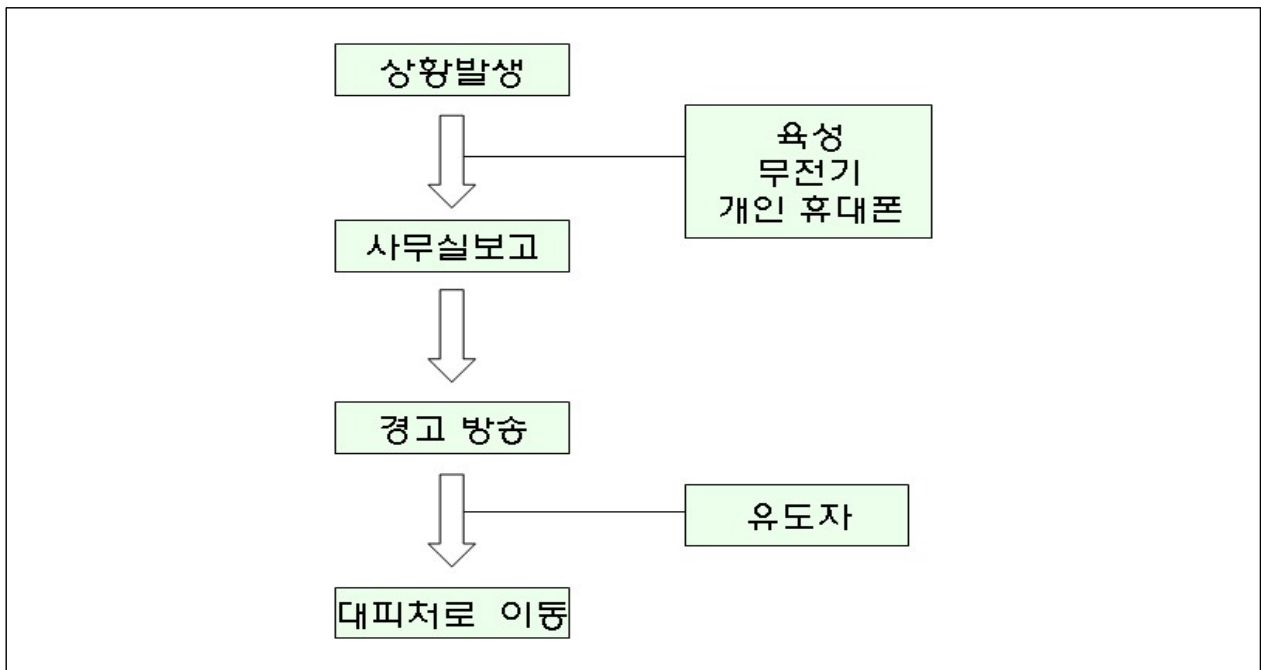 상황발생
육성
무전기
개인 휴대폰
사무실보고
경고 방송
유도자
대피처로 이동